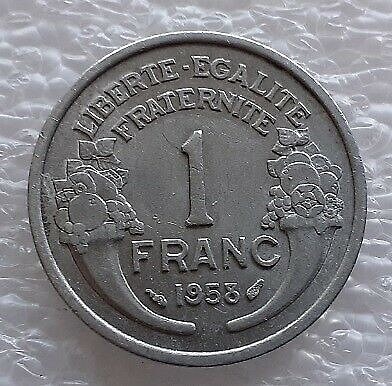 LIBERTE - EGALITE
FRATERNITE
1
FRANC
1958